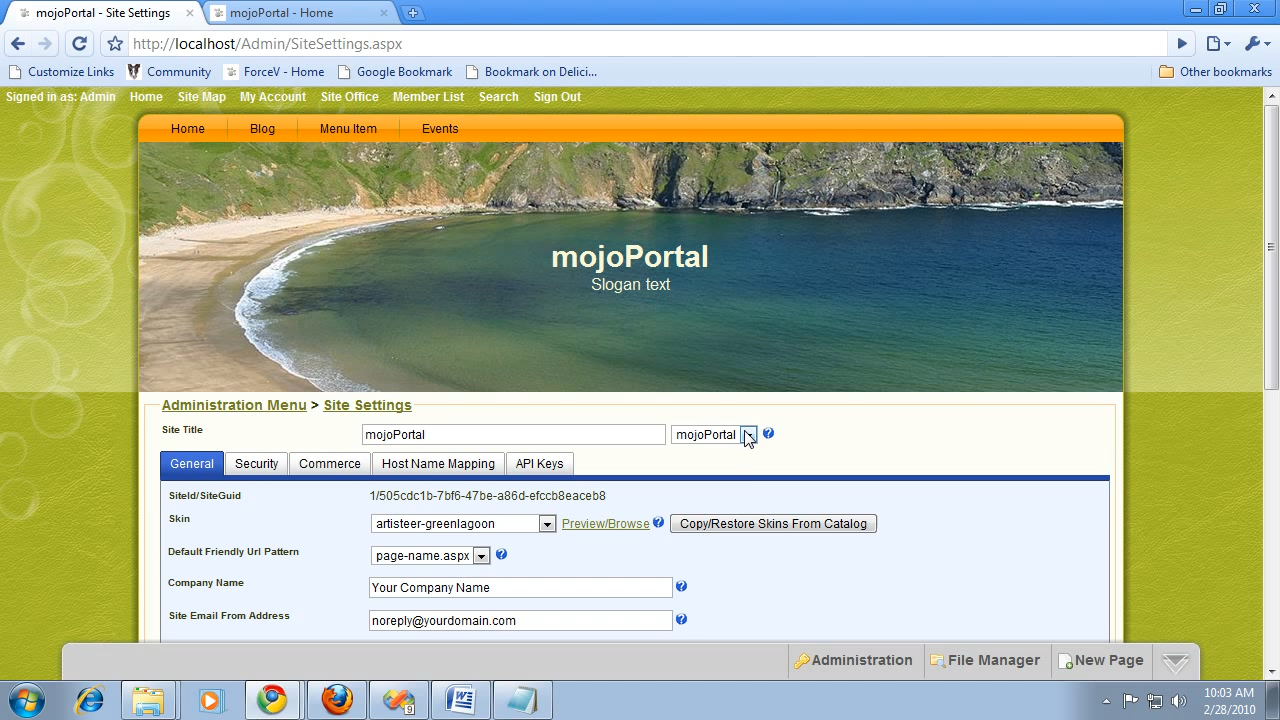 mojoPortal - Site Settings
mojoPortal - Home
http://localhost/Admin/SiteSettings.aspx
Customize Links
Community
ForceV - Home
Google Bookmark
Bookmark on Delici...
Other bookmarks
Signed in as: Admin
Home
Site Map
My Account
Site Office
Member List
Search
Sign Out
Home
Blog
Menu Item
Events
mojoPortal
Slogan text
Administration Menu > Site Settings
Site Title
mojoPortal
mojoPortal
General
Security
Commerce
Host Name Mapping
API Keys
SiteId/SiteGuid
1/505cdc1b-7bf6-47be-a86d-efccb8eaceb8
Skin
artisteer-greenlagoon
Preview/Browse
Copy/Restore Skins From Catalog
Default Friendly Url Pattern
page-name.aspx
Company Name
Your Company Name
Site Email From Address
noreply@yourdomain.com
Administration
File Manager
New Page
9
10:03 AM
2/28/2010